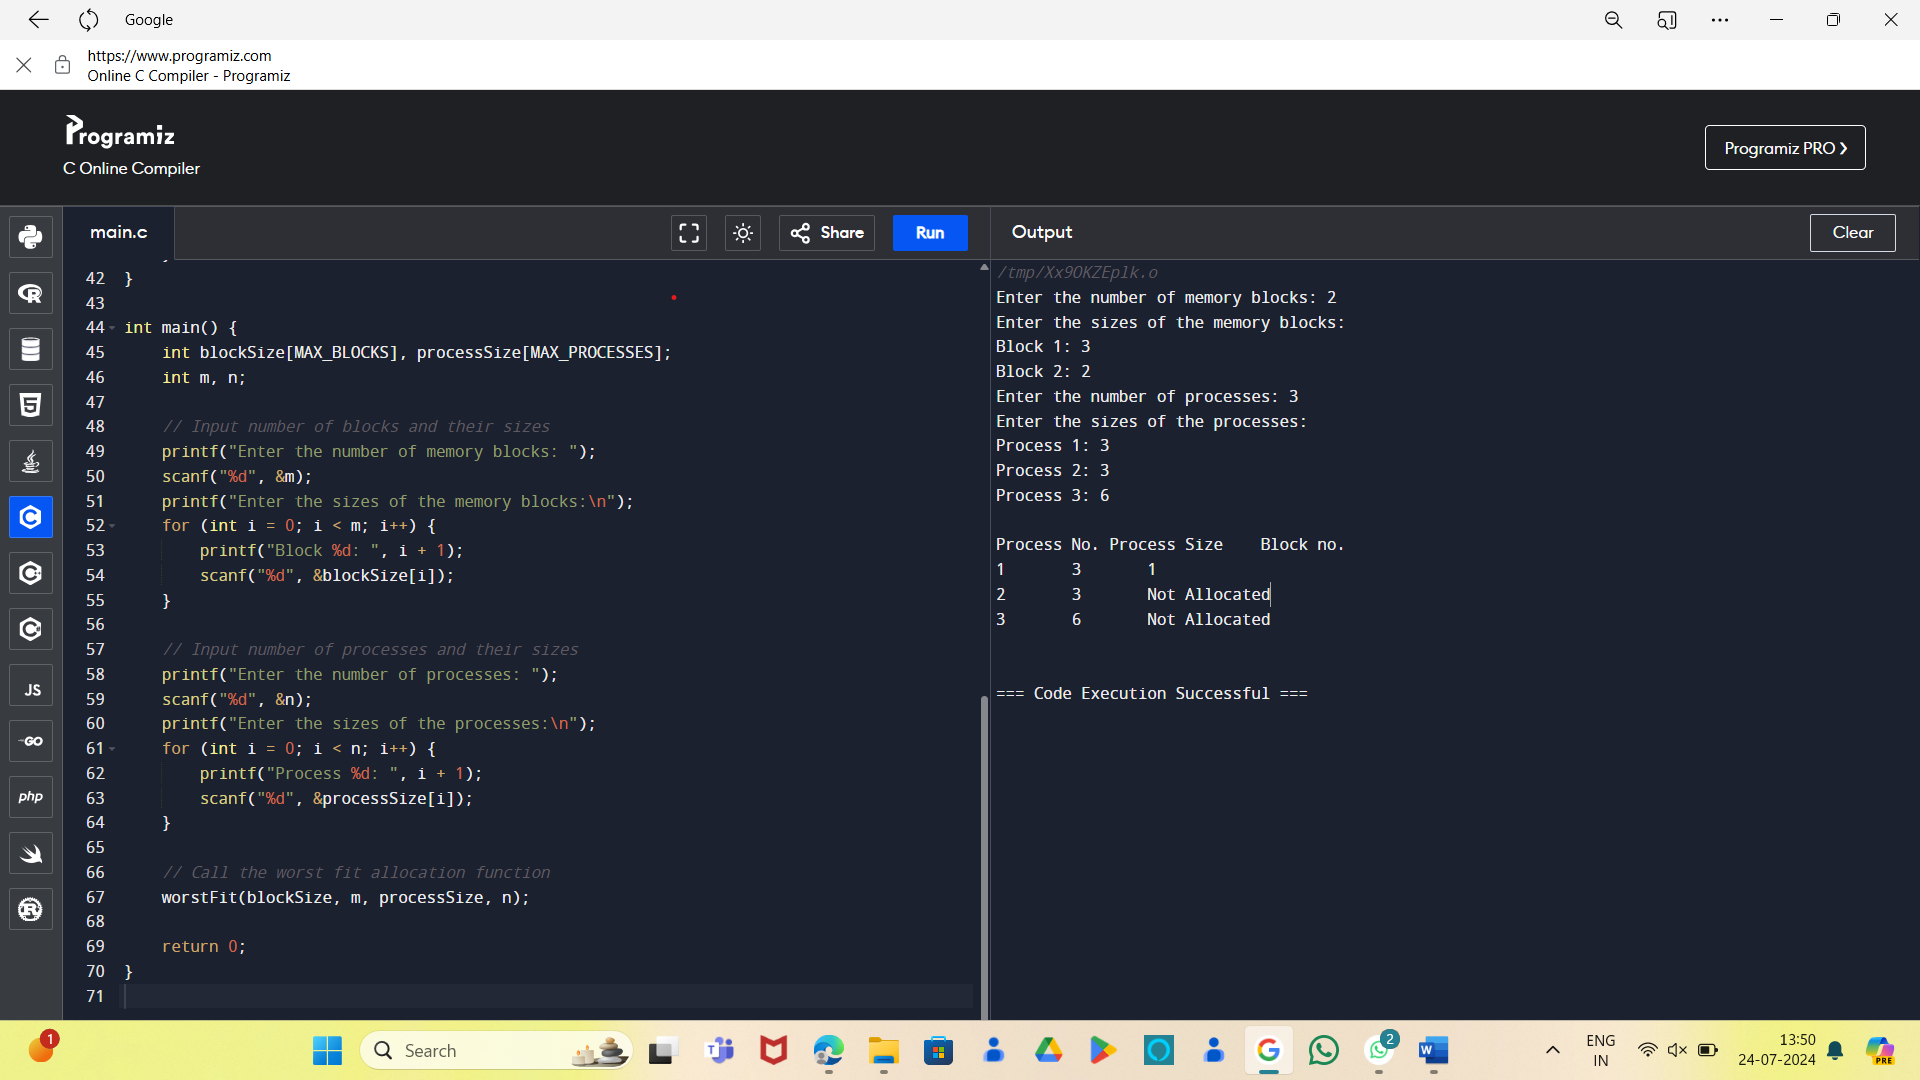 Google
https://www.programiz.com
Online C Compiler - Programiz
Programiz
C Online Compiler
Programiz PRO
main.c
Share
Run
Output
Clear
42 }
43
44 int main() {
45 int blockSize[MAX_BLOCKS], processSize[MAX_PROCESSES];
46 int m, n;
47
48 // Input number of blocks and their sizes
49 printf("Enter the number of memory blocks: ");
50 scanf("%d", &m);
51 printf("Enter the sizes of the memory blocks:\n");
52 for (int i = 0; i < m; i++) {
53 printf("Block %d: ", i + 1);
54 scanf("%d", &blockSize[i]);
55 }
56
57 // Input number of processes and their sizes
58 printf("Enter the number of processes: ");
59 scanf("%d", &n);
60 printf("Enter the sizes of the processes:\n");
61 for (int i = 0; i < n; i++) {
62 printf("Process %d: ", i + 1);
63 scanf("%d", &processSize[i]);
64 }
65
66 // Call the worst fit allocation function
67 worstFit(blockSize, m, processSize, n);
68
69 return 0;
70 }
71
/tmp/Xx9OKZEplk.o
Enter the number of memory blocks: 2
Enter the sizes of the memory blocks:
Block 1: 3
Block 2: 2
Enter the number of processes: 3
Enter the sizes of the processes:
Process 1: 3
Process 2: 3
Process 3: 6
Process No. Process Size Block no.
1 3 1
2 3 Not Allocated
3 6 Not Allocated
=== Code Execution Successful ===
JS
GO
php
1
Search
2
ENG
IN
13:50
24-07-2024
PRE